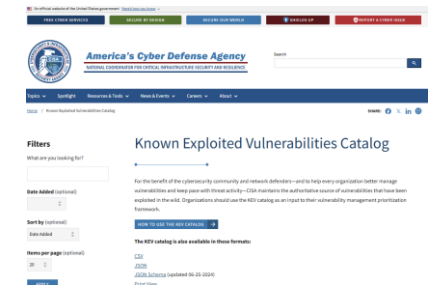 An official website of the United States government Here's how you know
FREE CYBER SERVICES
SECURE BY DESIGN
SECURE OUR WORLD
SHIELDS UP
REPORT A CYBER ISSUE
America's Cyber Defense Agency
NATIONAL COORDINATOR FOR CRITICAL INFRASTRUCTURE SECURITY AND RESILIENCE
Search
Topics Spotlight Resources & Tools News & Events Careers About
Home / Known Exploited Vulnerabilities Catalog
SHARE:
Filters
What are you looking for?
Date Added (optional)
Sort by (optional)
Date Added
Items per page (optional)
20
APPLY
Known Exploited Vulnerabilities Catalog
For the benefit of the cybersecurity community and network defenders—and to help every organization better manage
vulnerabilities and keep pace with threat activity—CISA maintains the authoritative source of vulnerabilities that have been
exploited in the wild. Organizations should use the KEV catalog as an input to their vulnerability management prioritization
framework.
HOW TO USE THE KEV CATALOG
The KEV catalog is also available in these formats:
CSV
JSON
JSON Schema (updated 06-25-2024)
Print View